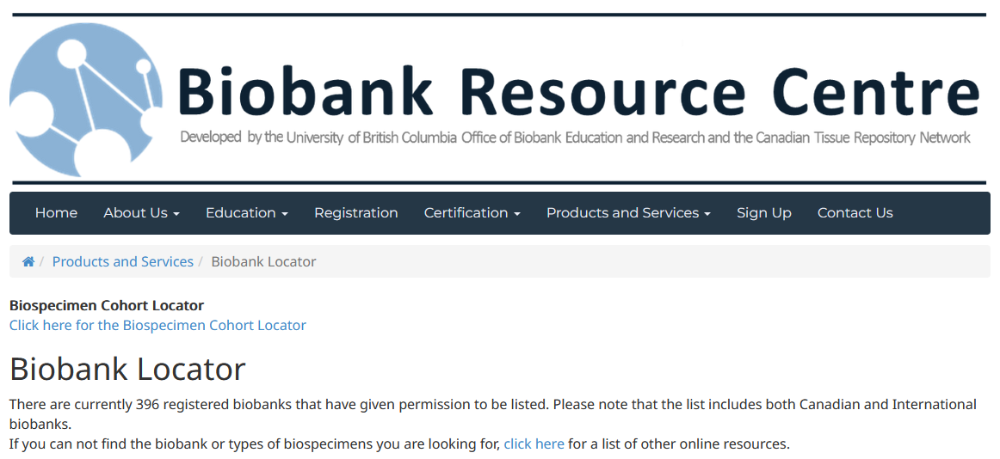 Biobank Resource Centre
Developed by the University of British Columbia Office of Biobank Education and Research and the Canadian Tissue Repository Network
Home About Us Education Registration Certification Products and Services Sign Up Contact Us
/ Products and Services / Biobank Locator
Biospecimen Cohort Locator
Click here for the Biospecimen Cohort Locator
Biobank Locator
There are currently 396 registered biobanks that have given permission to be listed. Please note that the list includes both Canadian and International
biobanks.
If you can not find the biobank or types of biospecimens you are looking for, click here for a list of other online resources.